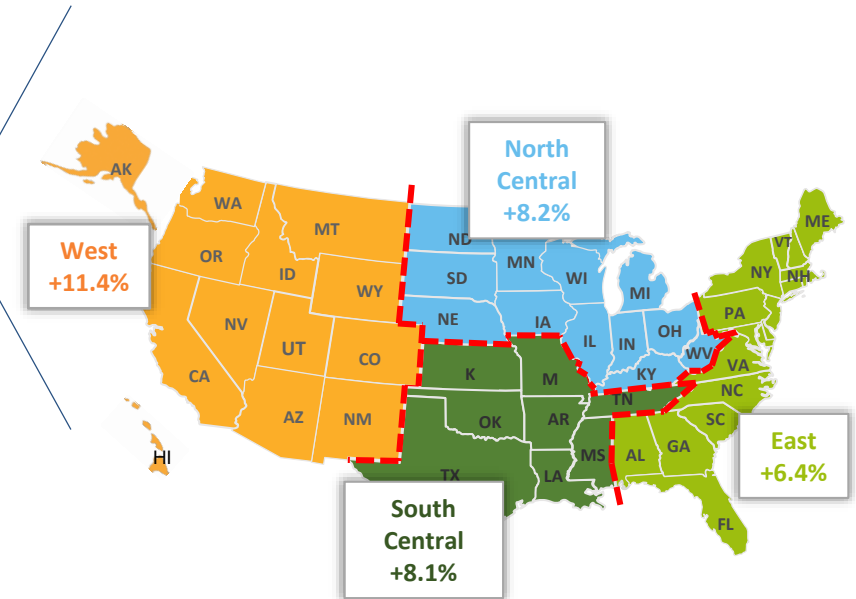 North
Central
+8.2%
AK
ME
WA
MT
ND
VT
West
+11.4%
OR
ID
SD
MN
WI
NY
NH
WY
MI
PA
NE
IA
NV
UT
CO
IL
IN
OH
WV
VA
CA
K
M
KY
NC
AZ
NM
OK
AR
TN
SC
HI
TX
LA
MS
AL
GA
East
+6.4%
South
Central
+8.1%
FL